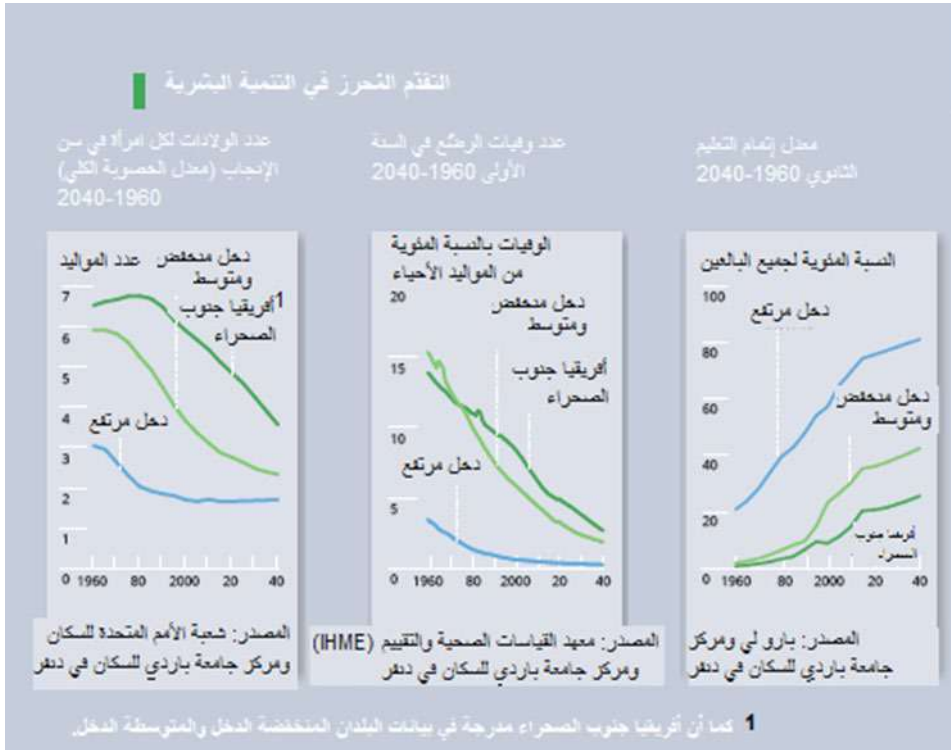 التقدّم المُحرز في التنمية البشرية
معدل إتمام التعليم
الثانوي 1960-2040
النسبة المئوية لجميع البالغين
100
80
60
40
20
0
دخل مرتفع
دخل منخفض
ومتوسط
أفريقيا جنوب
الصحراء
1960 80 2000 20 40
المصدر: بارو لي ومركز
جامعة باردي للسكان في دنفر
عدد وفيات الرضّع في السنة
الأولى 1960-2040
الوفيات بالنسبة المئوية
من المواليد الأحياء
20
15
10
5
0
دخل منخفض
ومتوسط
أفريقيا جنوب
الصحراء
دخل مرتفع
1960 80 2000 20 40
المصدر: معهد القياسات الصحية والتقييم (IHME)
ومركز جامعة باردي للسكان في دنفر
عدد الولادات لكل امرأة في سن
الإنجاب (معدل الخصوبة الكلي)
1960-2040
عدد المواليد
7
6
5
4
3
2
1
0
دخل منخفض
ومتوسط
1أفريقيا جنوب
الصحراء
دخل مرتفع
1960 80 2000 20 40
المصدر: شعبة الأمم المتحدة للسكان
ومركز جامعة باردي للسكان في دنفر
1 كما أن أفريقيا جنوب الصحراء مدرجة في بيانات البلدان المنخفضة الدخل والمتوسطة الدخل.